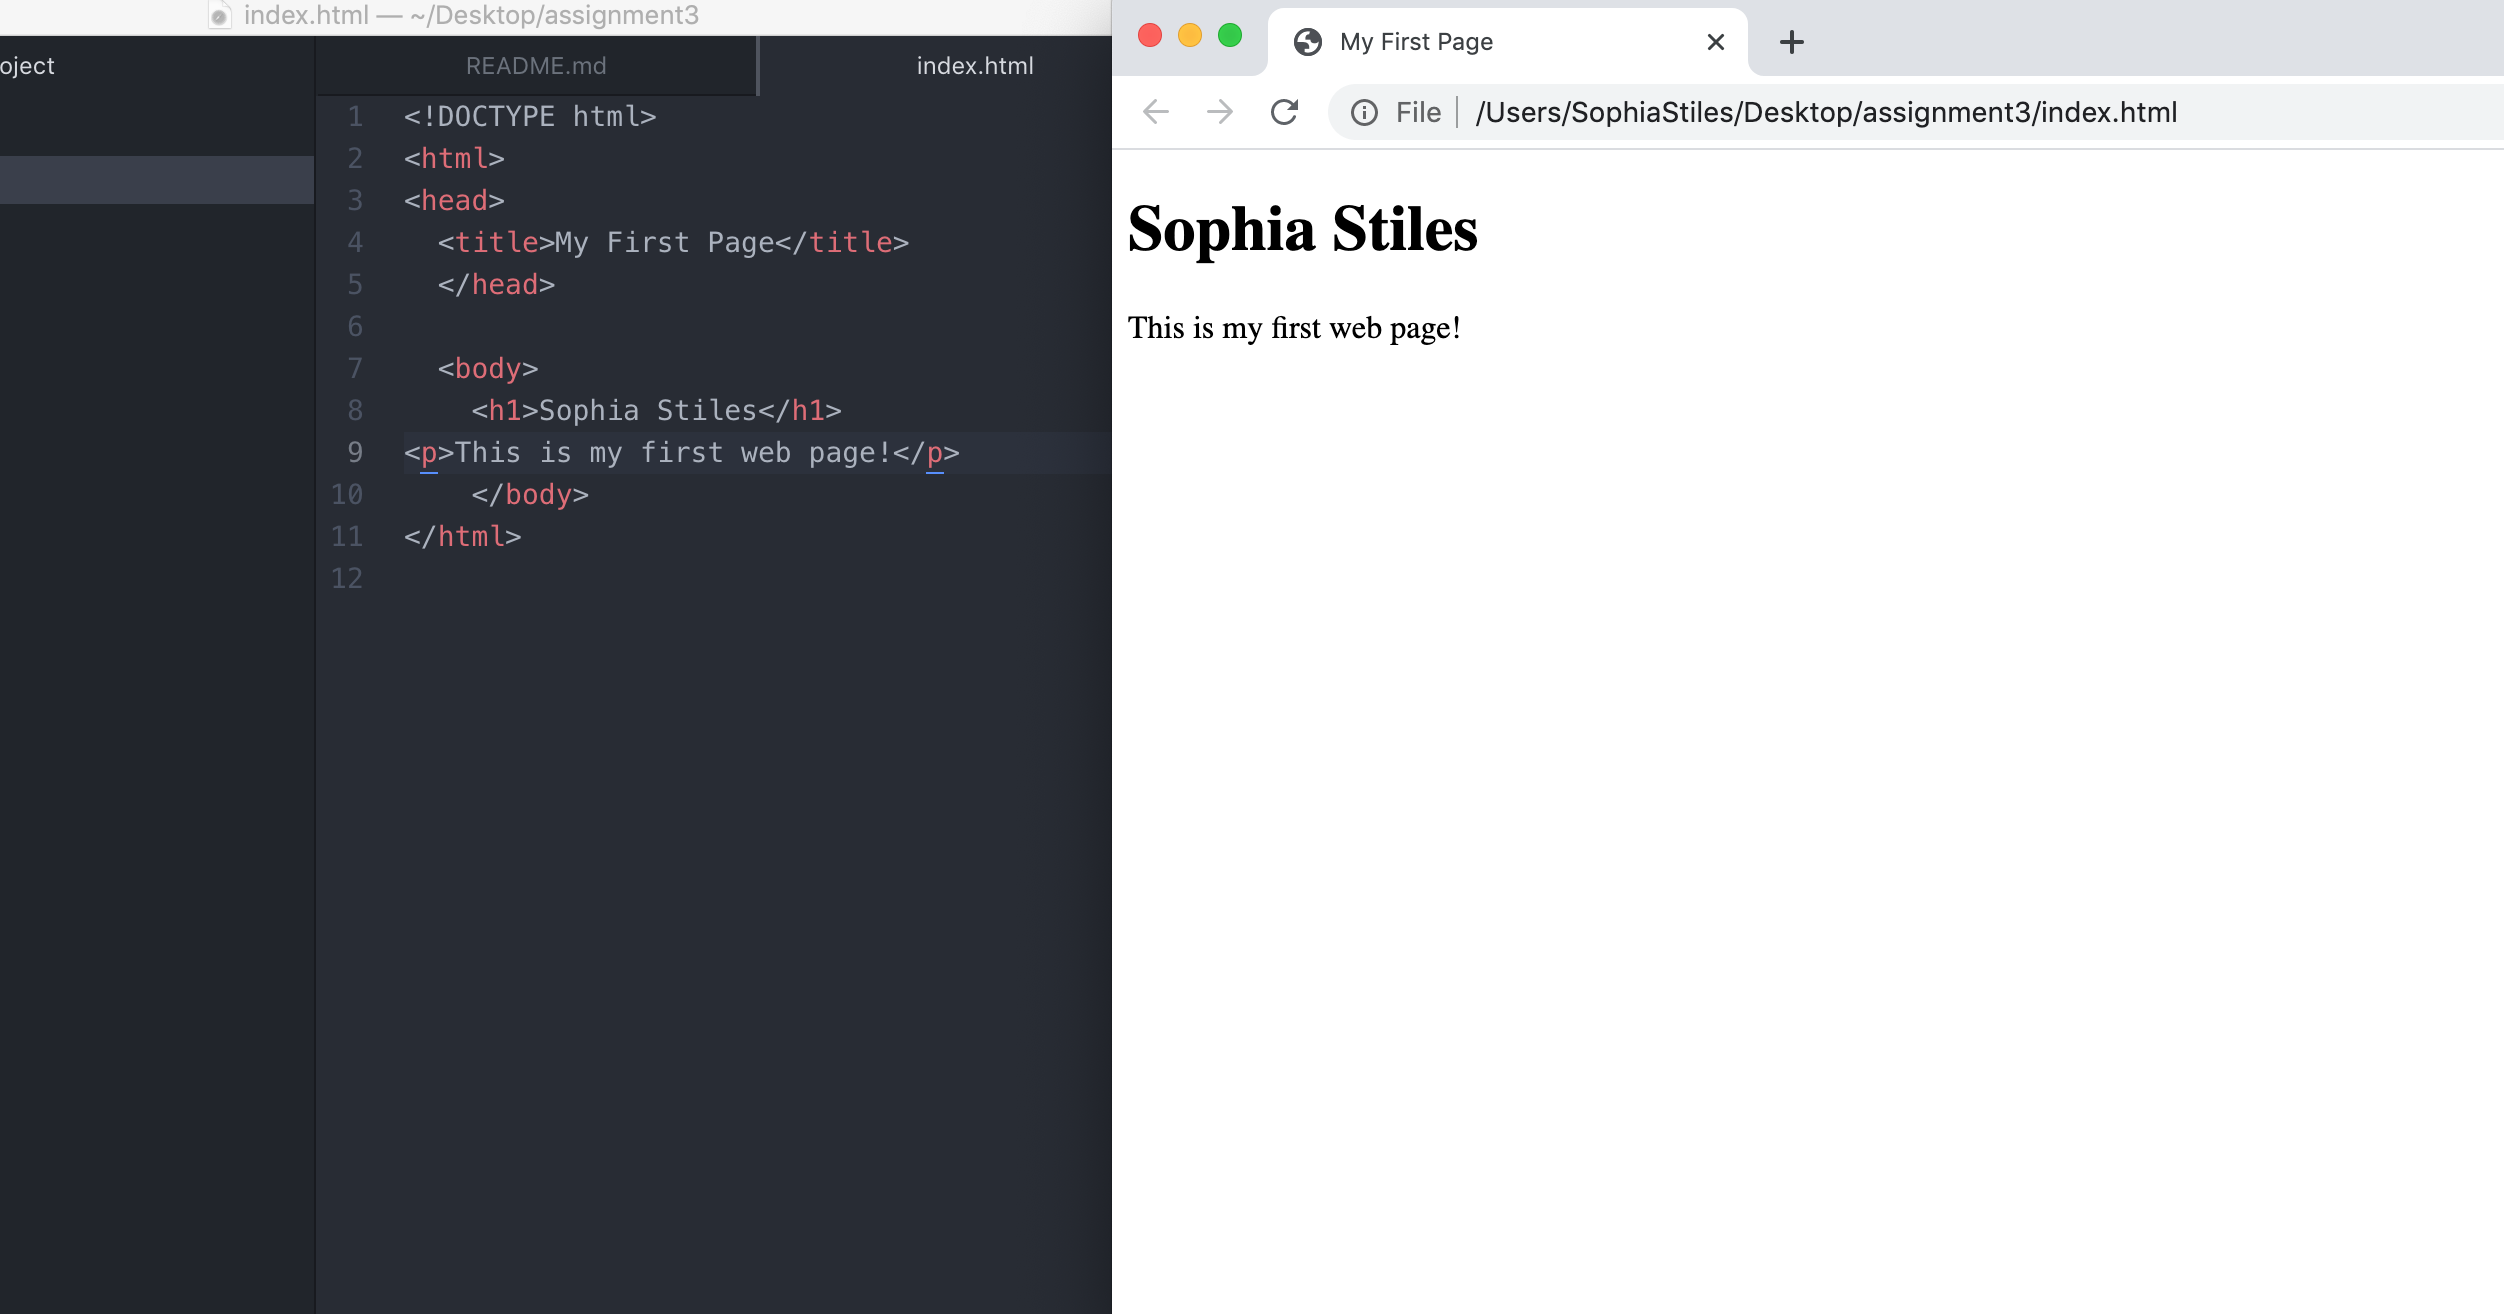 index.html — ~/Desktop/assignment3
oject
README.md
index.html
1 <!DOCTYPE html>
2 <html>
3 <head>
4 <title>My First Page</title>
5 </head>
6
7 <body>
8 <h1>Sophia Stiles</h1>
9 <p>This is my first web page!</p>
10 </body>
11 </html>
12
My First Page
File /Users/SophiaStiles/Desktop/assignment3/index.html
Sophia Stiles
This is my first web page!